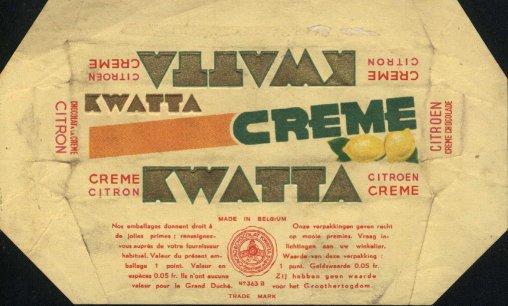 KWATTA
CREME
CITRON
CITROEN
CREME
KWATTA
CREME
CHOCOLAT A LA CREME
CITRON
CITROEN
CREME CHOCOLADE
CREME
CITRON
KWATTA
CITROEN
CREME
MADE IN BELGIUM
Nos emballages donnent droit à
de jolies primes ; renseignez-
vous auprès de votre fournisseur
habituel. Valeur du présent em-
ballage 1 point. Valeur en
espèces 0.05 fr. Ils n'ont aucune
valeur pour le Grand Duché.
Onze verpakkingen geven recht
op mooie premies. Vraag in-
lichtingen aan uw winkelier.
Waarde van deze verpakking :
1 punt. Geldswaarde 0.05 fr.
Zij hebben geen waarde
voor het Groothertogdom.
Nº 363 B
TRADE MARK